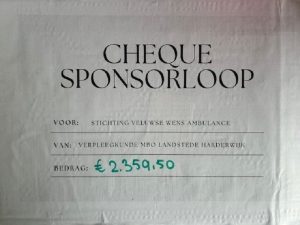 CHEQUE
SPONSORLOOP
VOOR: STICHTING VELUWSE WENS AMBULANCE
VAN: VERPLEEGKUNDE MBO LANDSTEDE HARDERWIJK
BEDRAG: € 2.359,50